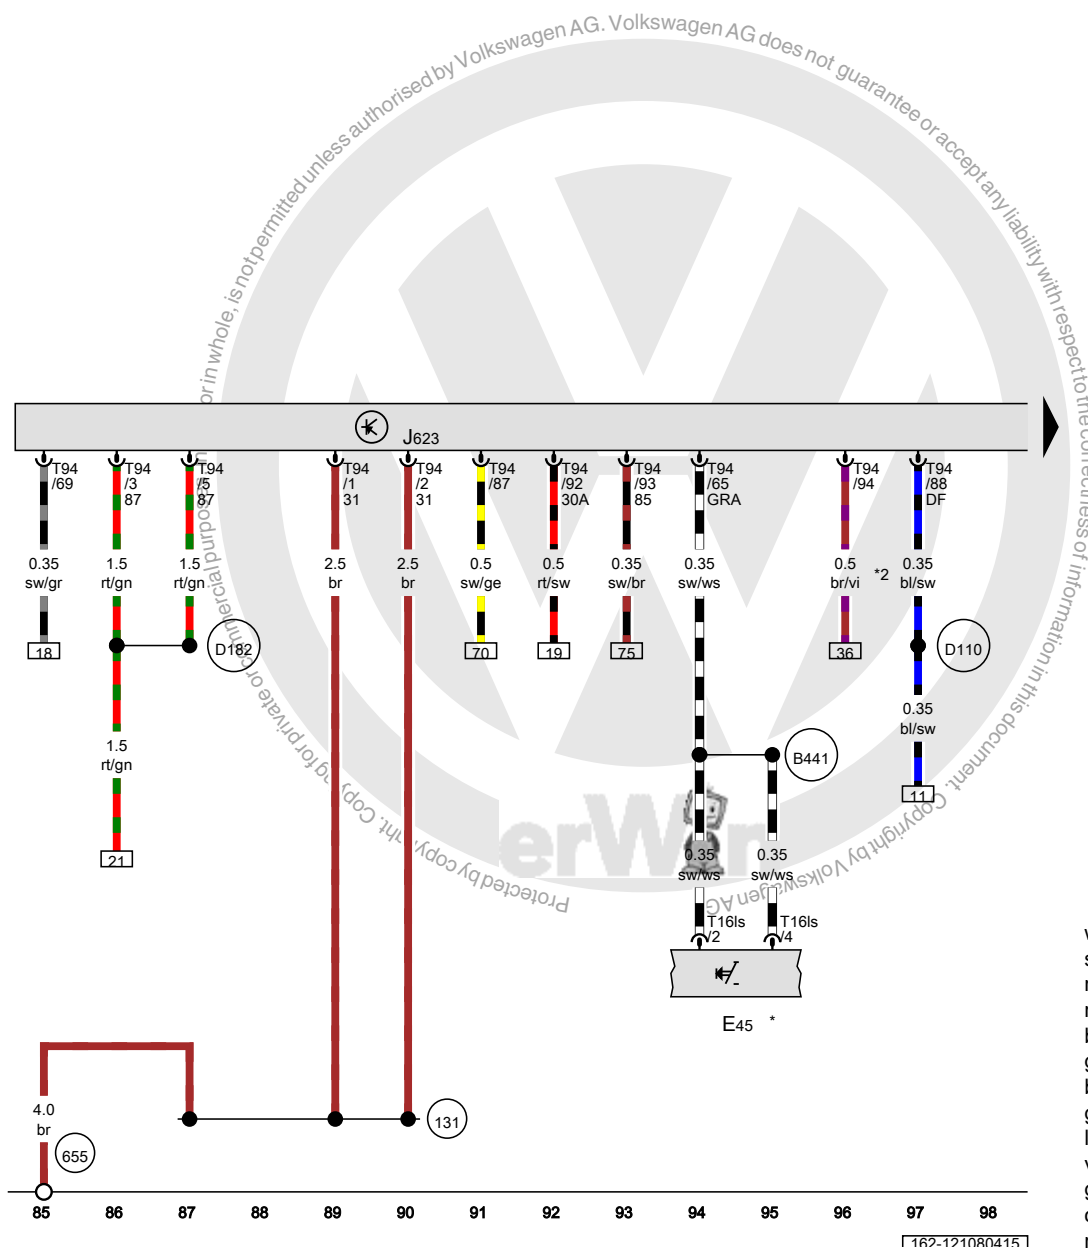 Protected by copyright. Copying for private or commercial purposes, in part or in whole, is not permitted unless authorised by Volkswagen AG. Volkswagen AG does not guarantee or accept any liability with respect to the correctness of information in this document. Copyright by Volkswagen AG.
J623
T94 /69
T94 /3 87
T94 /5 87
T94 /1 31
T94 /2 31
T94 /87
T94 /92 30A
T94 /93 85
T94 /65 GRA
T94 /94
T94 /88 DF
0.35 sw/gr
1.5 rt/gn
1.5 rt/gn
2.5 br
2.5 br
0.5 sw/ge
0.5 rt/sw
0.35 sw/br
0.35 sw/ws
0.5 br/vi
*2
0.35 bl/sw
18
D182
70
19
75
36
D110
0.35 bl/sw
1.5 rt/gn
B441
11
21
erWin
0.35 sw/ws
0.35 sw/ws
T16ls /2
T16ls /4
E45 *
4.0 br
131
655
85 86 87 88 89 90 91 92 93 94 95 96 97 98
162-121080415